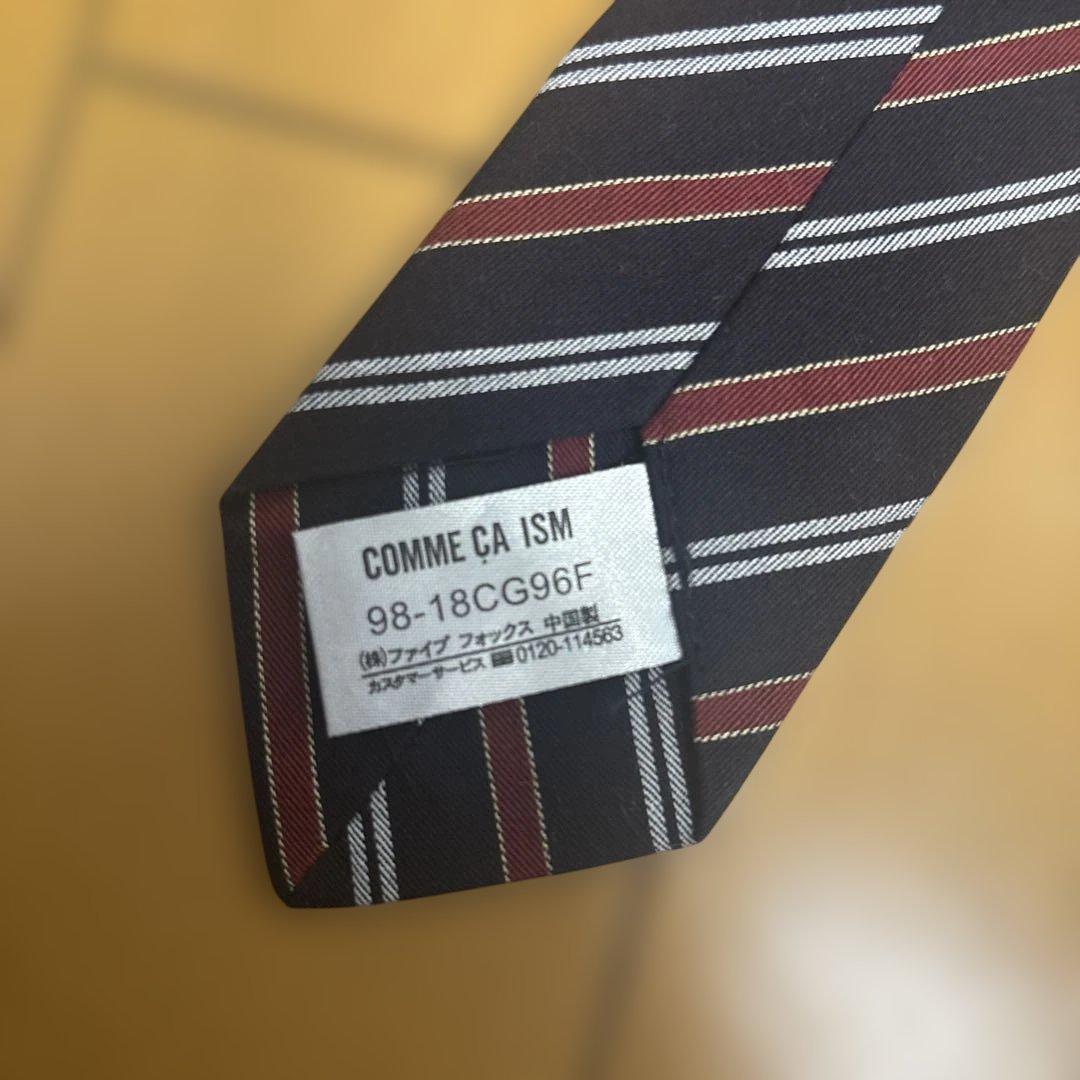 COMME ÇA ISM
98-18CG96F
(株)ファイブ フォックス 中国製
カスタマーサービス 0120-114563